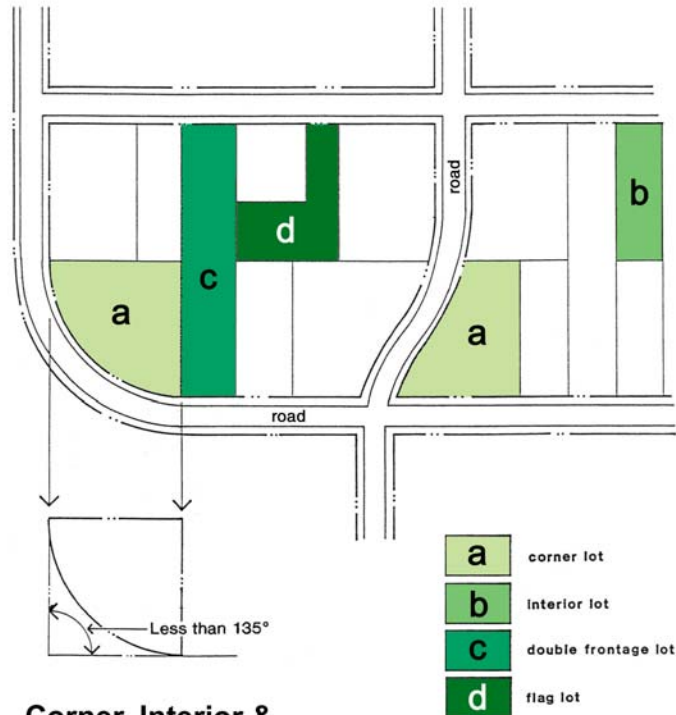 road
b
d
c
a
a
road
Less than 135°
a corner lot
b interior lot
c double frontage lot
d flag lot
Corner, Interior &